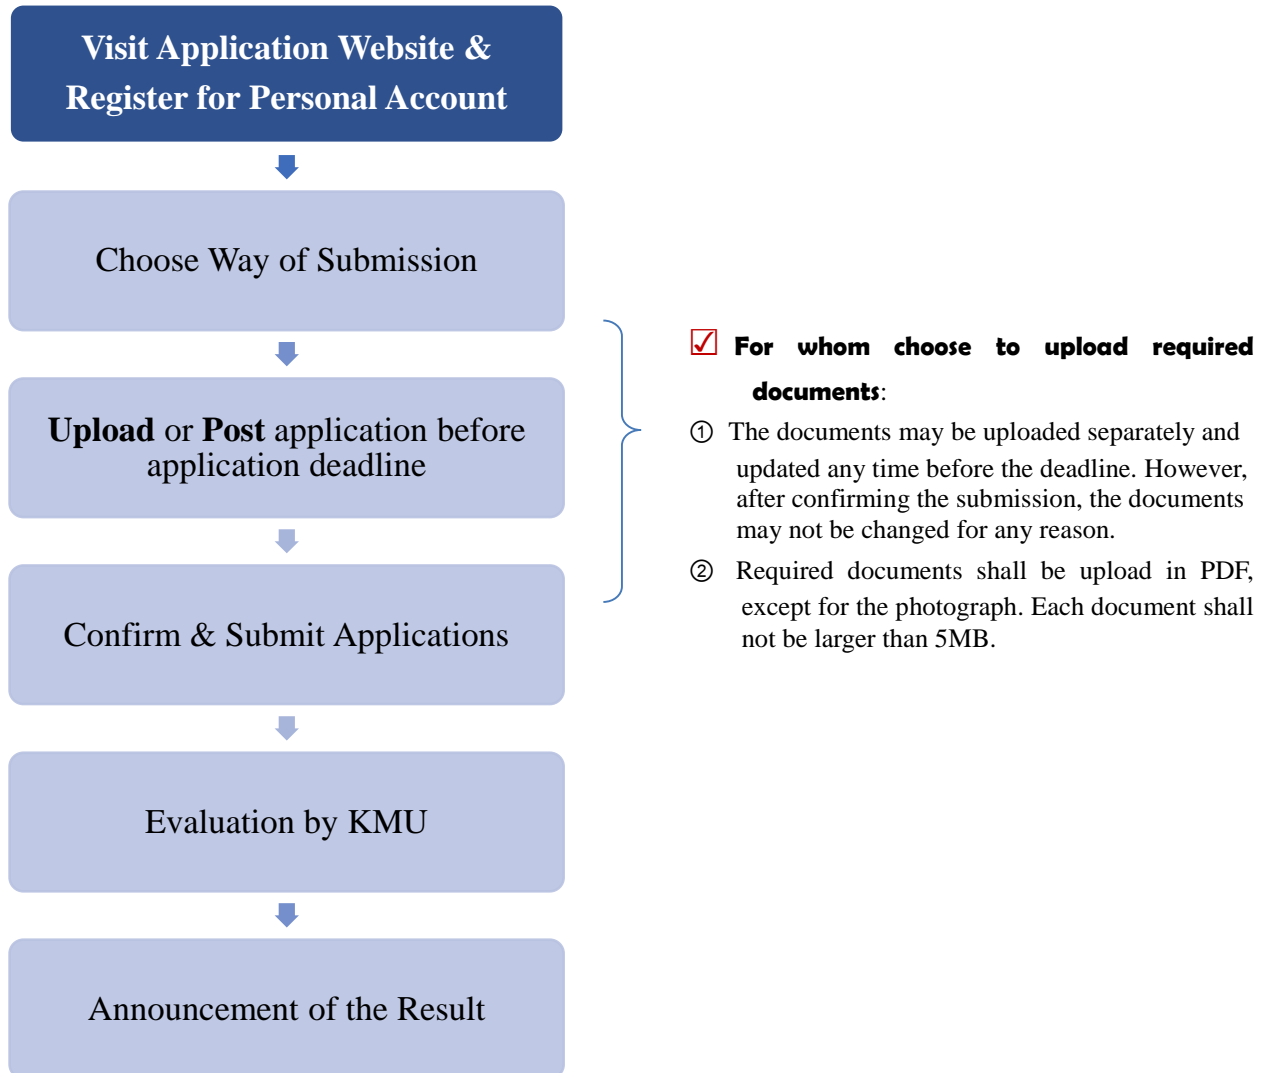 Visit Application Website &
Register for Personal Account
Choose Way of Submission
Upload or Post application before
application deadline
Confirm & Submit Applications
Evaluation by KMU
Announcement of the Result
☑ For whom choose to upload required
documents:
① The documents may be uploaded separately and
updated any time before the deadline. However,
after confirming the submission, the documents
may not be changed for any reason.
② Required documents shall be upload in PDF,
except for the photograph. Each document shall
not be larger than 5MB.